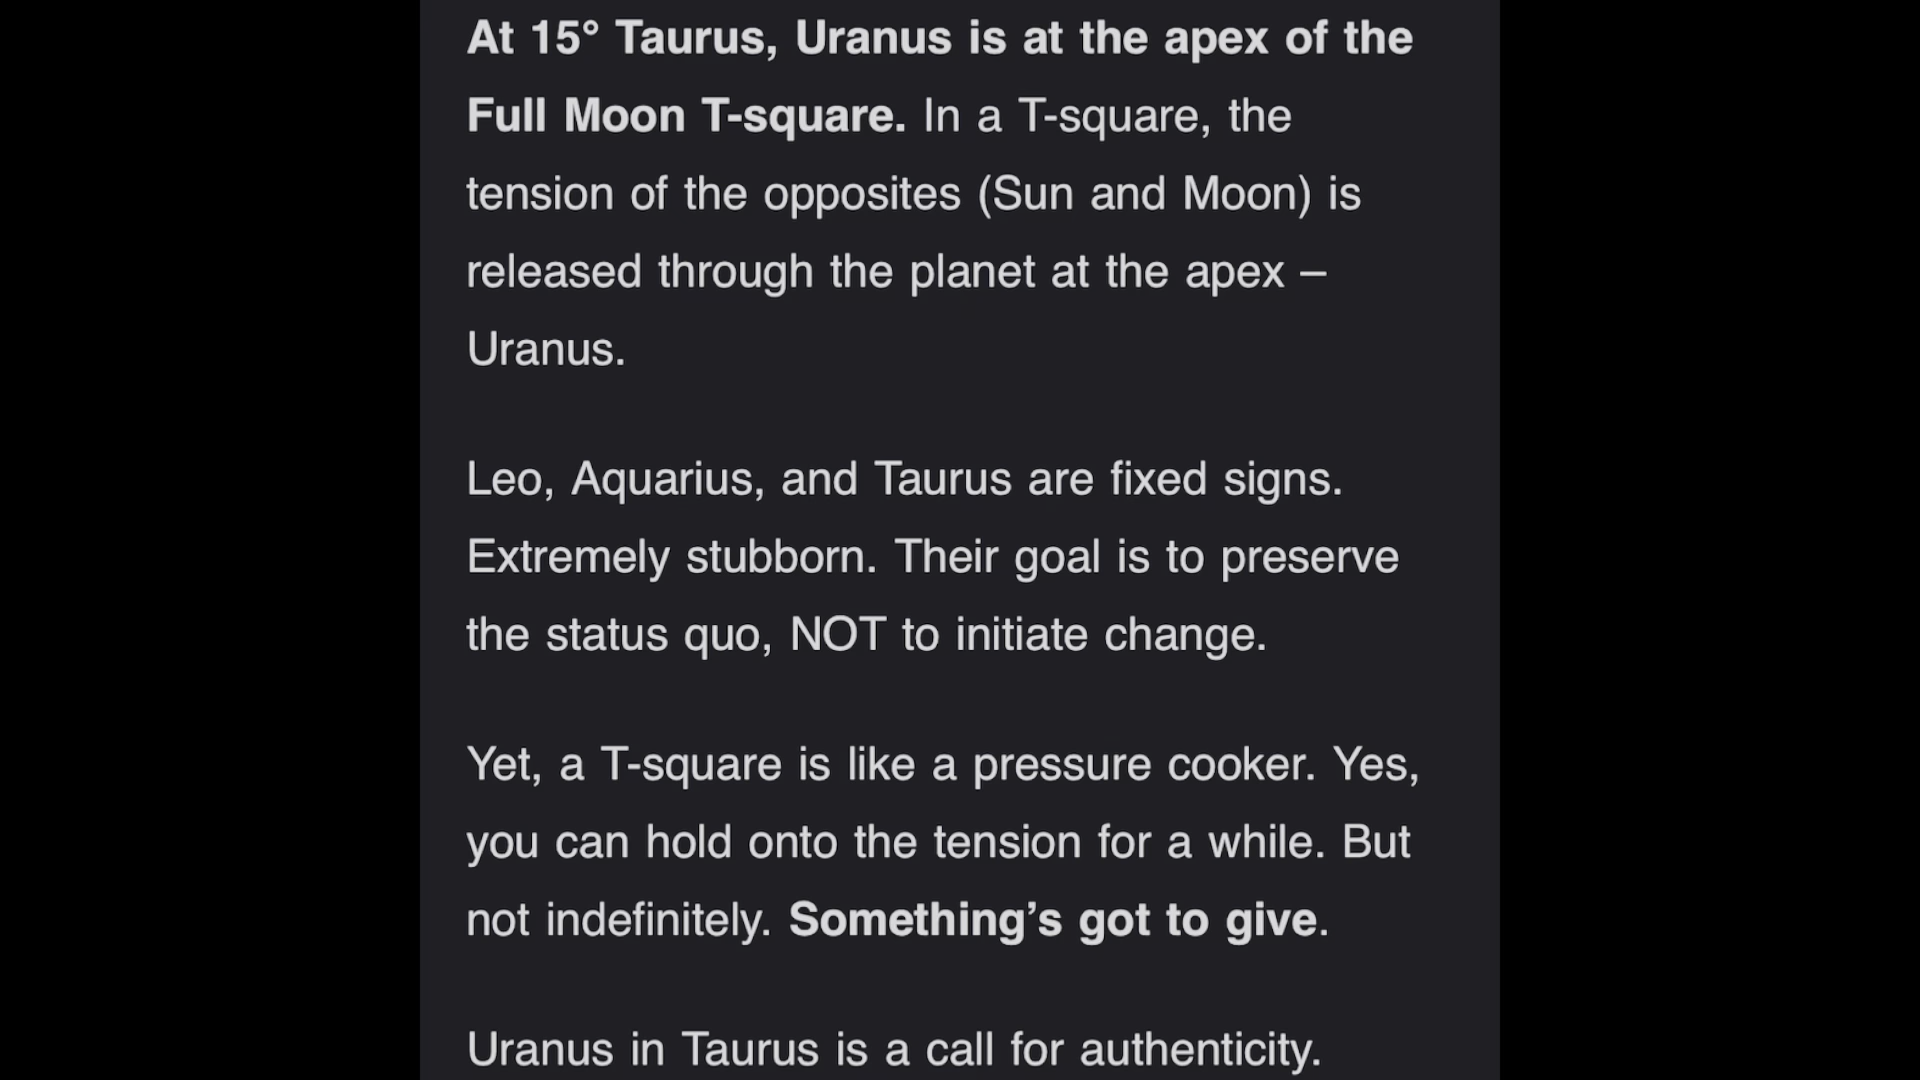 At 15° Taurus, Uranus is at the apex of the
Full Moon T-square. In a T-square, the
tension of the opposites (Sun and Moon) is
released through the planet at the apex –
Uranus.
Leo, Aquarius, and Taurus are fixed signs.
Extremely stubborn. Their goal is to preserve
the status quo, NOT to initiate change.
Yet, a T-square is like a pressure cooker. Yes,
you can hold onto the tension for a while. But
not indefinitely. Something’s got to give.
Uranus in Taurus is a call for authenticity.